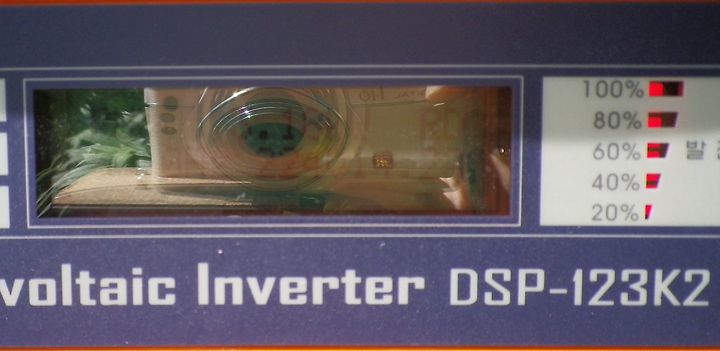 100%
80%
60% 발
40%
20%
voltaic Inverter DSP-123K2